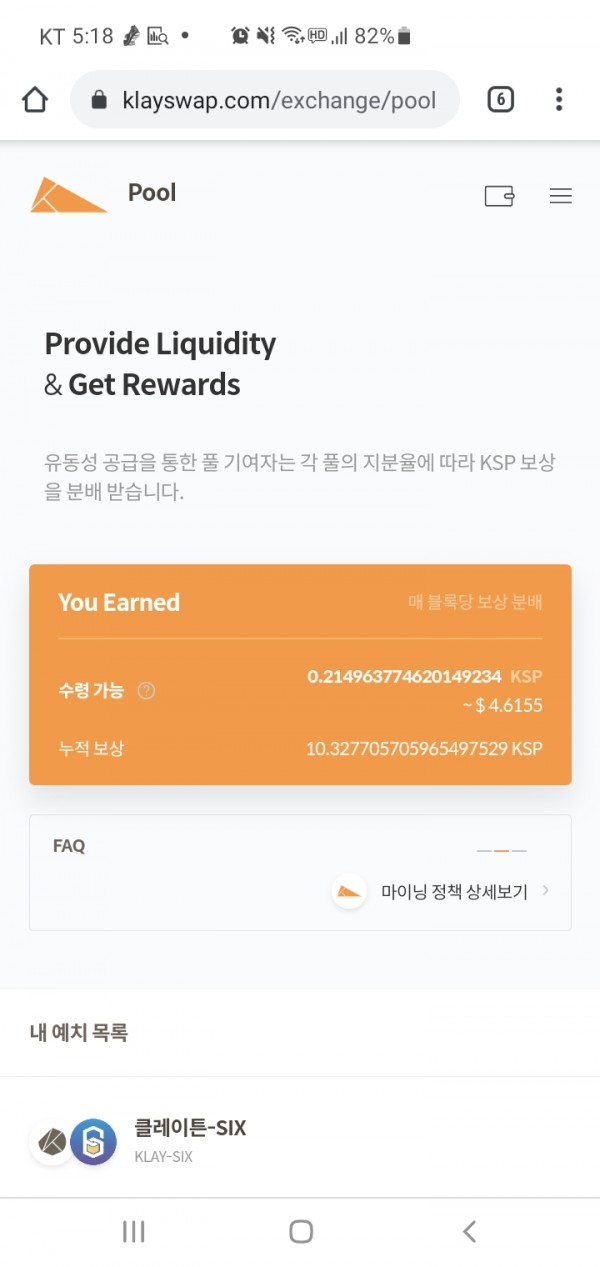 KT 5:18 HD 82%
klayswap.com/exchange/pool 6
Pool
Provide Liquidity
& Get Rewards
유동성 공급을 통한 풀 기여자는 각 풀의 지분율에 따라 KSP 보상
을 분배 받습니다.
You Earned 매 블록당 보상 분배
수령 가능 ? 0.214963774620149234 KSP
~ $ 4.6155
누적 보상 10.327705705965497529 KSP
FAQ
마이닝 정책 상세보기
내 예치 목록
클레이튼-SIX
KLAY-SIX